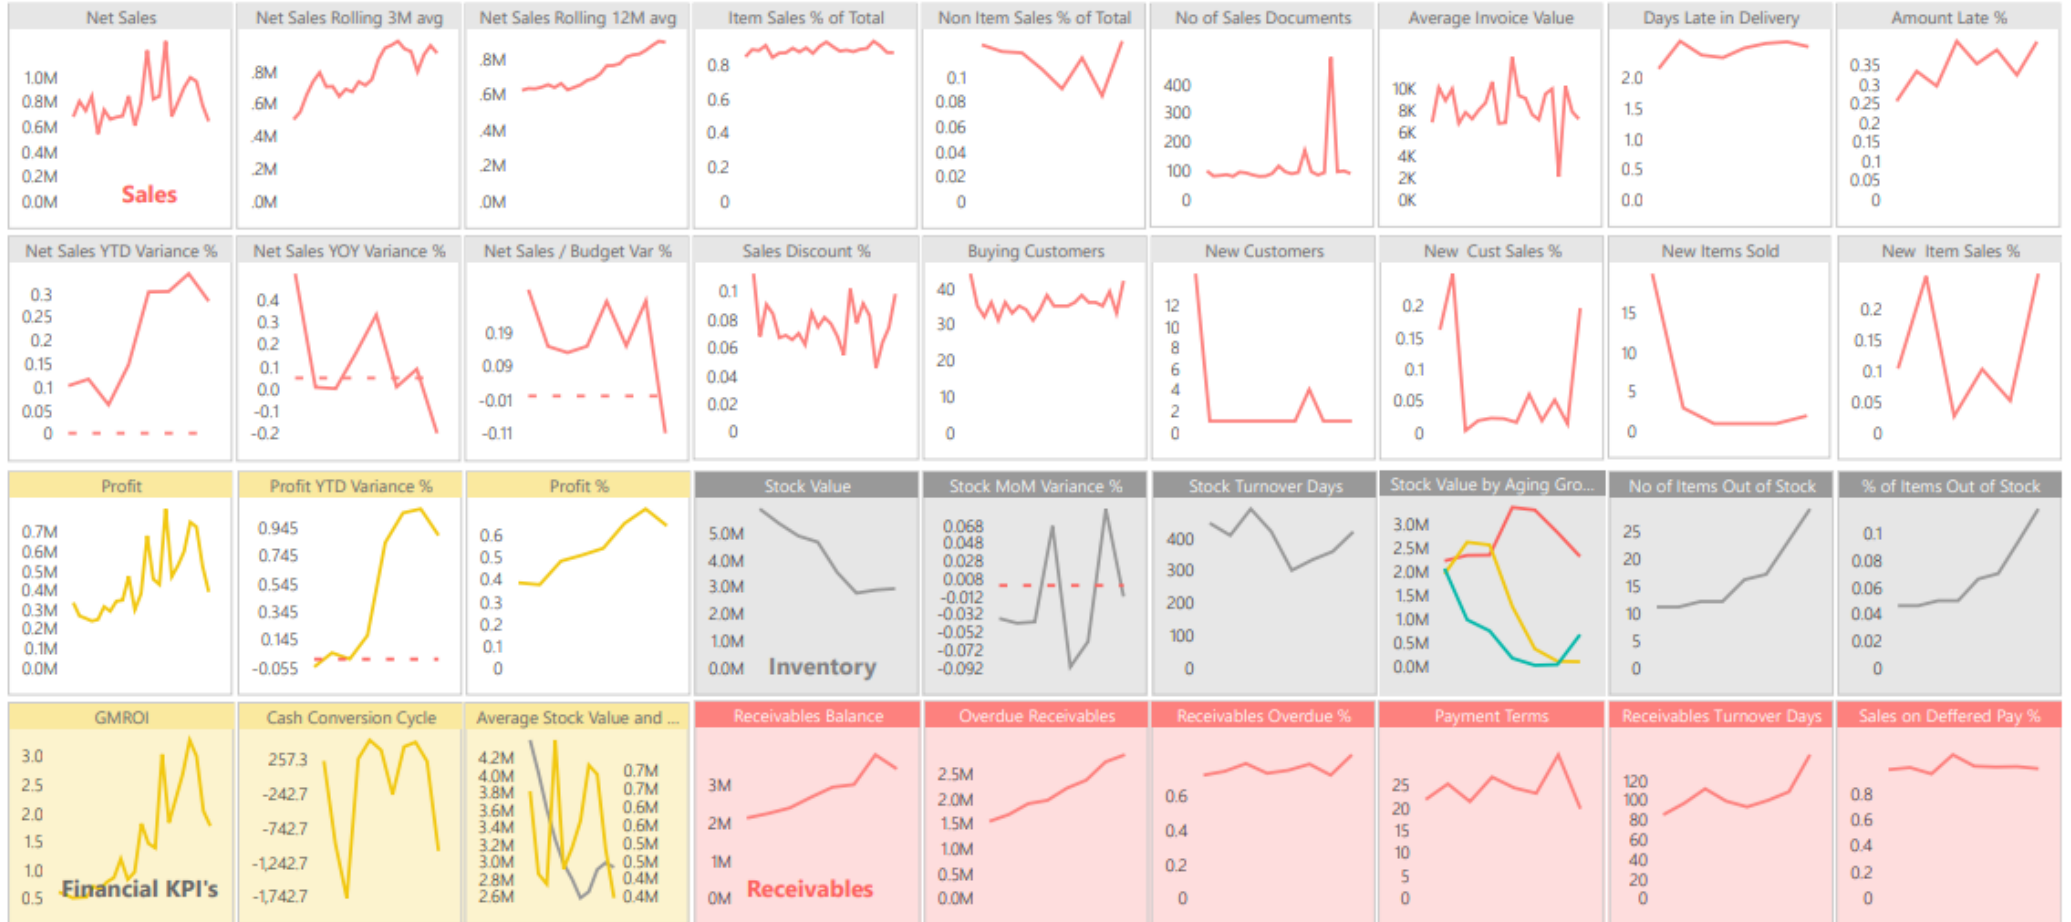 Net Sales
1.0M
0.8M
0.6M
0.4M
0.2M
0.0M
Sales
Net Sales Rolling 3M avg
.8M
.6M
.4M
.2M
.0M
Net Sales Rolling 12M avg
.8M
.6M
.4M
.2M
.0M
Item Sales % of Total
0.8
0.6
0.4
0.2
0
Non Item Sales % of Total
0.1
0.08
0.06
0.04
0.02
0
No of Sales Documents
400
300
200
100
0
Average Invoice Value
10K
8K
6K
4K
2K
0K
Days Late in Delivery
2.0
1.5
1.0
0.5
0.0
Amount Late %
0.35
0.3
0.25
0.2
0.15
0.1
0.05
0
Net Sales YTD Variance %
0.3
0.25
0.2
0.15
0.1
0.05
0
Net Sales YOY Variance %
0.4
0.3
0.2
0.1
0.0
-0.1
-0.2
Net Sales / Budget Var %
0.19
0.09
-0.01
-0.11
Sales Discount %
0.1
0.08
0.06
0.04
0.02
0
Buying Customers
40
30
20
10
0
New Customers
12
10
8
6
4
2
0
New Cust Sales %
0.2
0.15
0.1
0.05
0
New Items Sold
15
10
5
0
New Item Sales %
0.2
0.15
0.1
0.05
0
Profit
0.7M
0.6M
0.5M
0.4M
0.3M
0.2M
0.1M
0.0M
Profit YTD Variance %
0.945
0.745
0.545
0.345
0.145
-0.055
Profit %
0.6
0.5
0.4
0.3
0.2
0.1
0
Stock Value
5.0M
4.0M
3.0M
2.0M
1.0M
0.0M
Inventory
Stock MoM Variance %
0.068
0.048
0.028
0.008
-0.012
-0.032
-0.052
-0.072
-0.092
Stock Turnover Days
400
300
200
100
0
Stock Value by Aging Gro...
3.0M
2.5M
2.0M
1.5M
1.0M
0.5M
0.0M
No of Items Out of Stock
25
20
15
10
5
0
% of Items Out of Stock
0.1
0.08
0.06
0.04
0.02
0
GMROI
3.0
2.5
2.0
1.5
1.0
0.5
Financial KPI's
Cash Conversion Cycle
257.3
-242.7
-742.7
-1,242.7
-1,742.7
Average Stock Value and ...
4.2M
4.0M
3.8M
3.6M
3.4M
3.2M
3.0M
2.8M
2.6M
0.7M
0.7M
0.6M
0.6M
0.5M
0.5M
0.4M
0.4M
Receivables Balance
3M
2M
1M
0M
Receivables
Overdue Receivables
2.5M
2.0M
1.5M
1.0M
0.5M
0.0M
Receivables Overdue %
0.6
0.4
0.2
0
Payment Terms
25
20
15
10
5
0
Receivables Turnover Days
120
100
80
60
40
20
0
Sales on Deffered Pay %
0.8
0.6
0.4
0.2
0